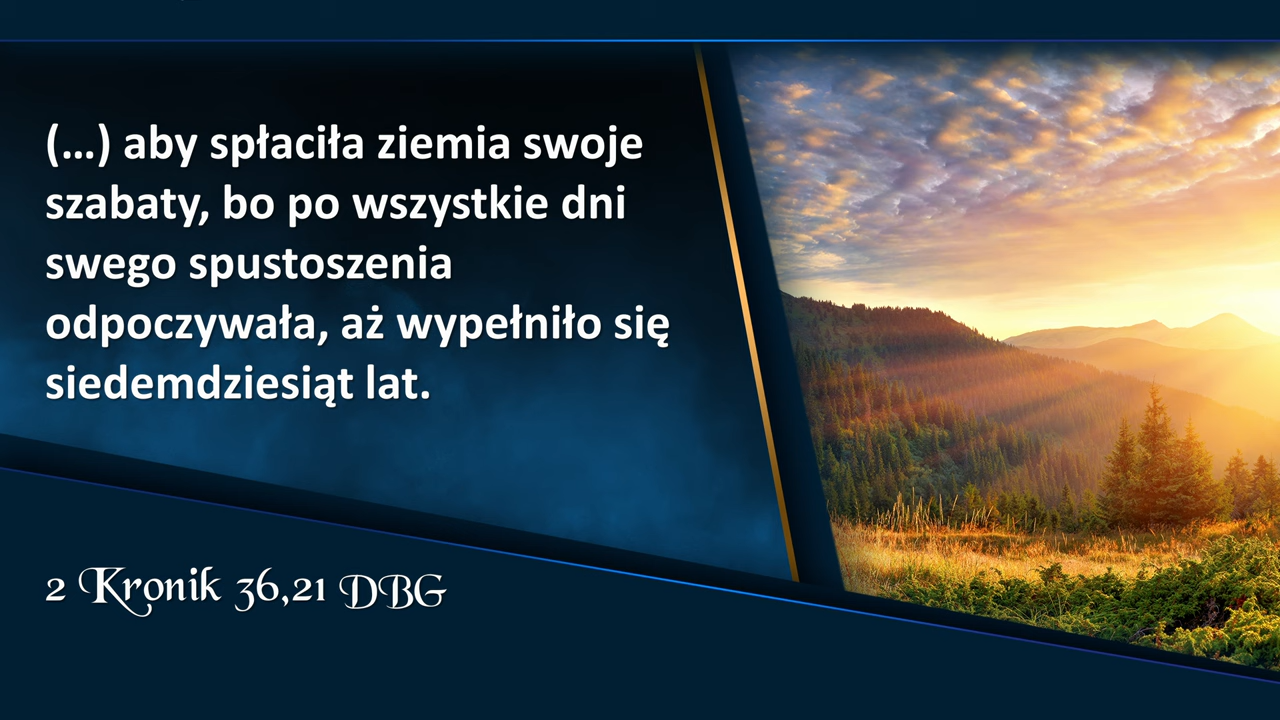 (...) aby spłaciła ziemia swoje
szabaty, bo po wszystkie dni
swego spustoszenia
odpoczywała, aż wypełniło się
siedemdziesiąt lat.
2 Kronik 36,21 DBG